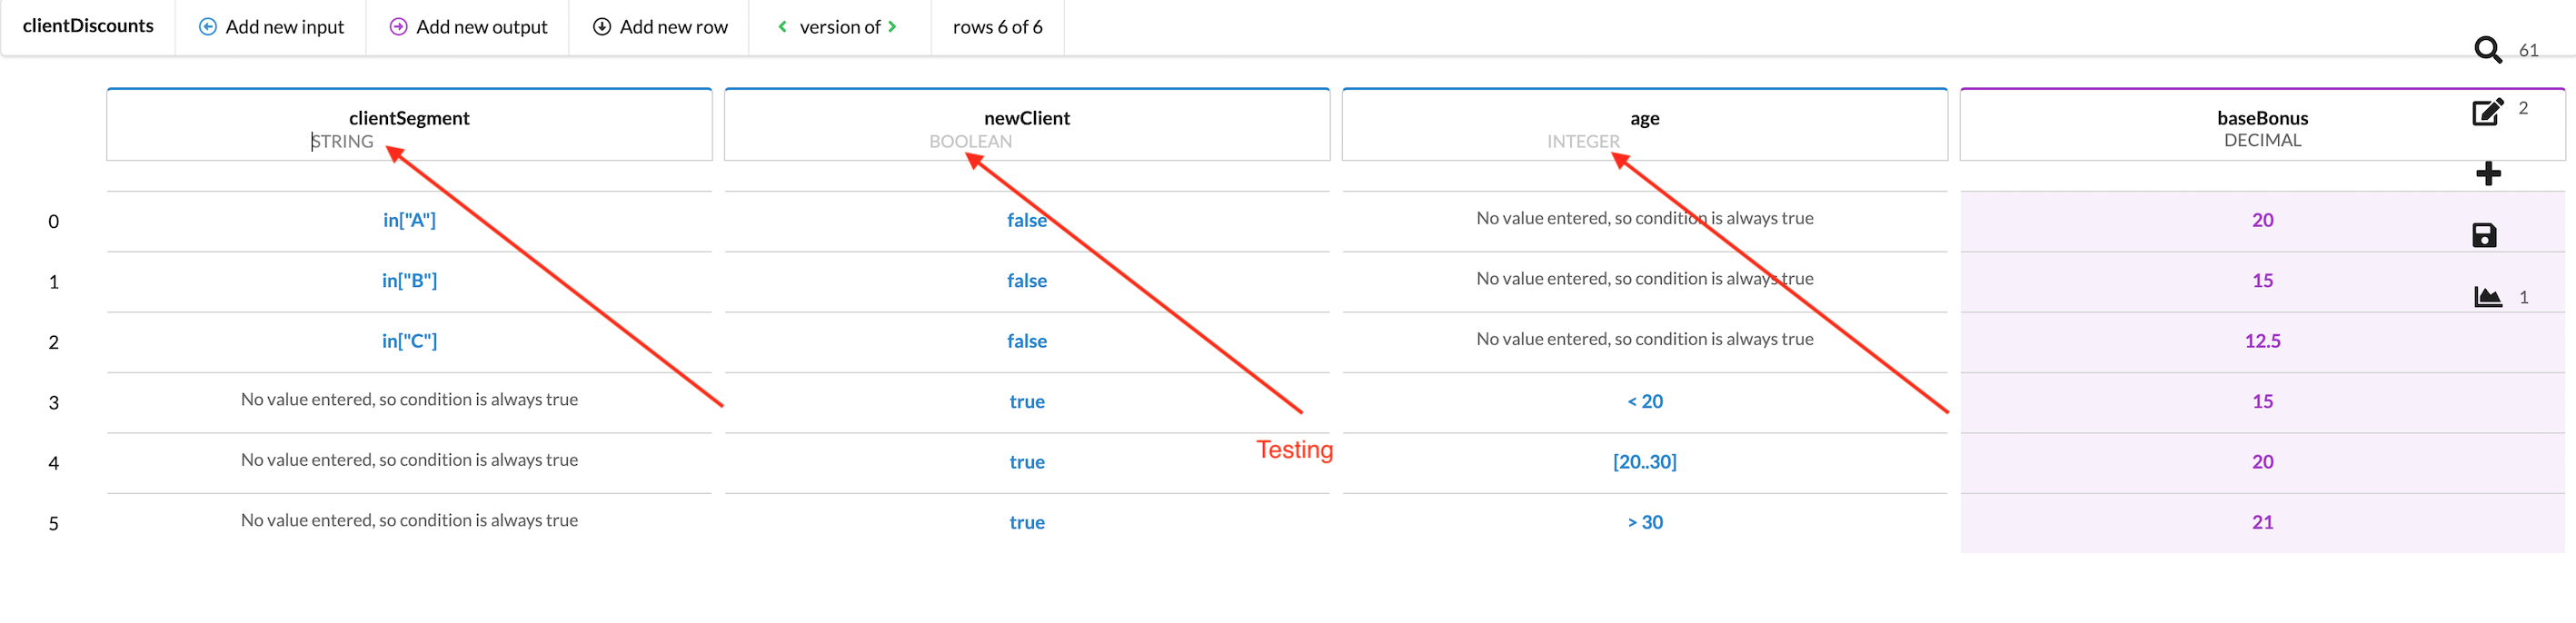 clientDiscounts Add new input Add new output Add new row version of rows 6 of 6
61
clientSegment newClient age baseBonus 2
STRING BOOLEAN INTEGER DECIMAL
0 in["A"] false No value entered, so condition is always true 20
1 in["B"] false No value entered, so condition is always true 15
1
2 in["C"] false No value entered, so condition is always true 12.5
3 No value entered, so condition is always true true < 20 15
Testing
4 No value entered, so condition is always true true [20..30] 20
5 No value entered, so condition is always true true > 30 21